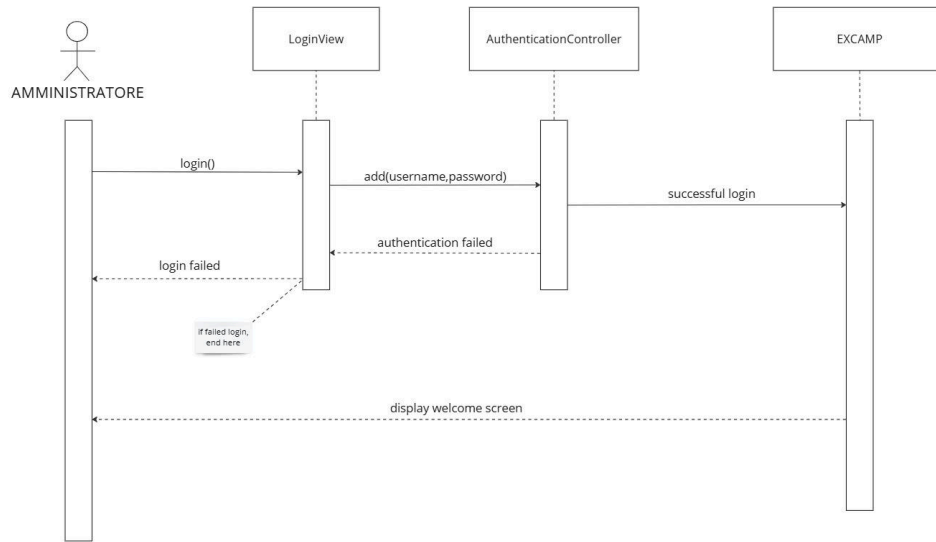 LoginView
AuthenticationController
EXCAMP
AMMINISTRATORE
login()
add(username,password)
successful login
authentication failed
login failed
If failed login,
end here
display welcome screen